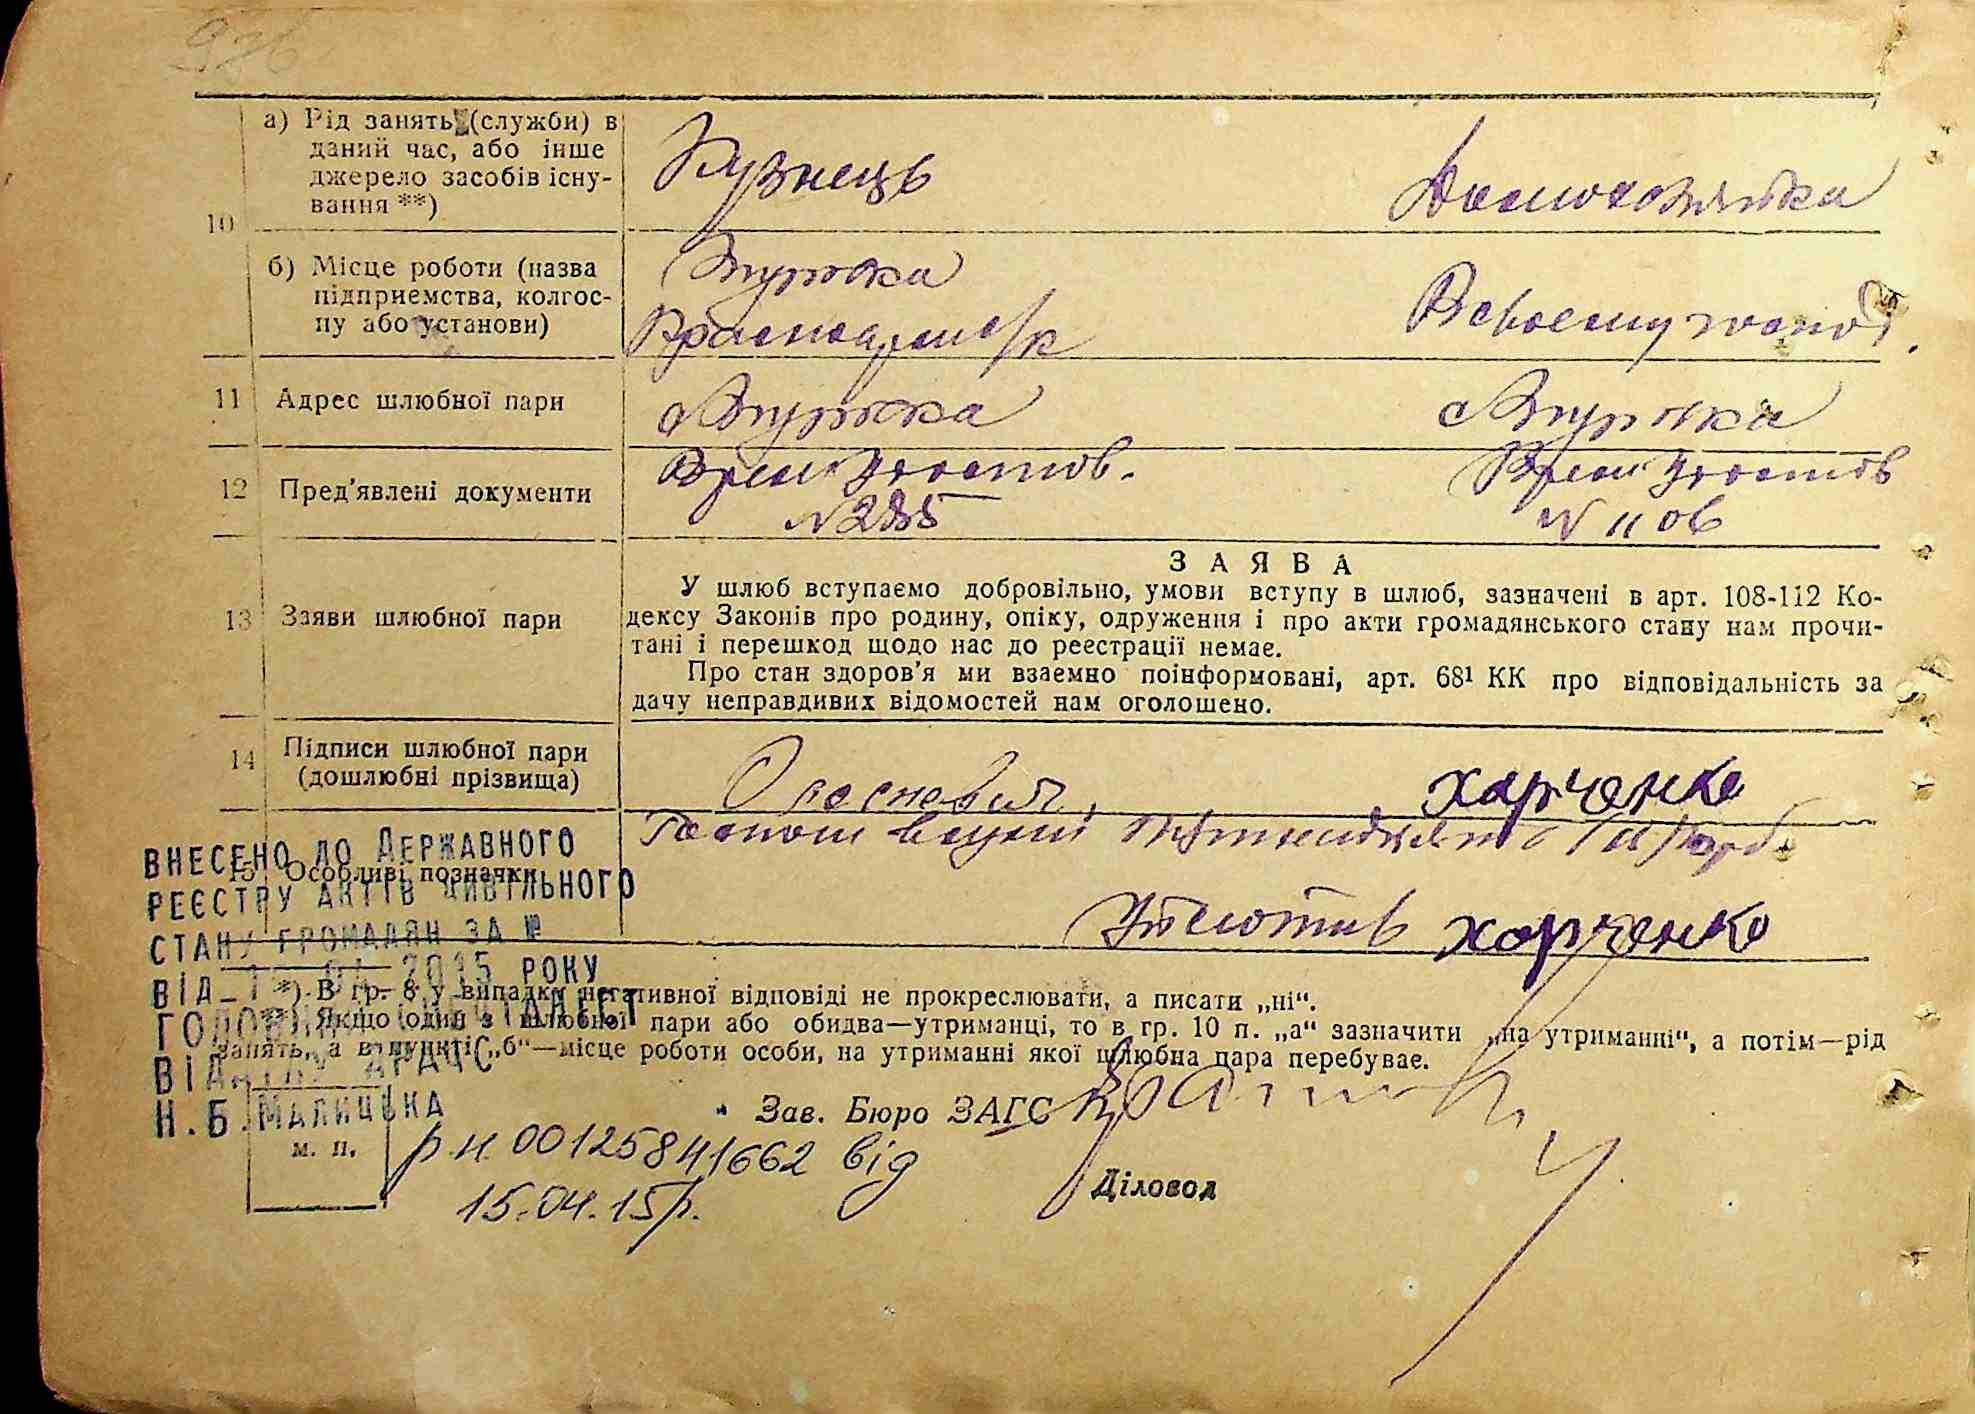 976
а) Рід занять (служби) в
даний час, або інше
джерело засобів існу-
вання **)
10
Кузнець
Домохазяйка
б) Місце роботи (назва
підприємства, колгос-
пу або установи)
11 Адрес шлюбної пари
12 Пред'явлені документи
№ 285
№ 1106
ЗАЯВА
13 Заяви шлюбної пари
У шлюб вступаємо добровільно, умови вступу в шлюб, зазначені в арт. 108-112 Ко-
дексу Законів про родину, опіку, одруження і про акти громадянського стану нам прочи-
тані і перешкод щодо нас до реєстрації немає.
Про стан здоров'я ми взаємно поінформовані, арт. 68¹ КК про відповідальність за
дачу неправдивих відомостей нам оголошено.
14 Підписи шлюбної пари
(дошлюбні прізвища)
Харченко
15 Особливі позначки
Харченко
ВНЕСЕНО ДО ДЕРЖАВНОГО
РЕЄСТРУ АКТІВ ЦИВІЛЬНОГО
СТАНУ ГРОМАДЯН ЗА №
ВІД 2015 РОКУ
ГОЛОВНИЙ СПЕЦІАЛІСТ
ВІДДІЛУ ДРАЦС
Н.Б. МАЛИЦЬКА
*) В гр. 8 у випадку негативної відповіді не прокреслювати, а писати „ні“.
**) Якщо один з шлюбної пари або обидва—утриманці, то в гр. 10 п. „а“ зазначити „на утриманні“, а потім—рід
занять, а в пункті „б“—місце роботи особи, на утриманні якої шлюбна пара перебуває.
Зав. Бюро ЗАГС
м. п.
р.н. 00125841662 від
15.04.15р.
Діловод